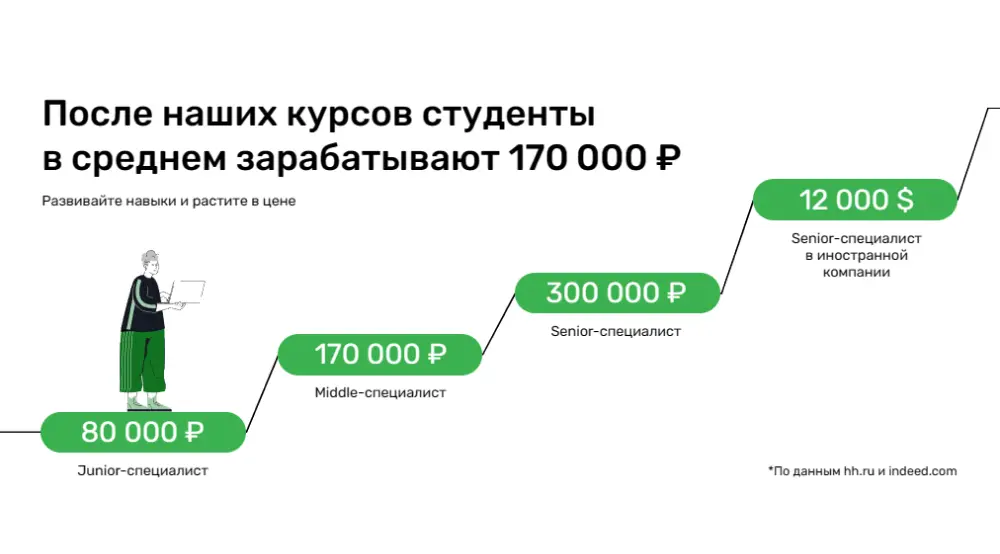 После наших курсов студенты
в среднем зарабатывают 170 000 ₽
Развивайте навыки и растите в цене
12 000 $
Senior-специалист
в иностранной
компании
300 000 ₽
Senior-специалист
170 000 ₽
Middle-специалист
80 000 ₽
Junior-специалист
*По данным hh.ru и indeed.com